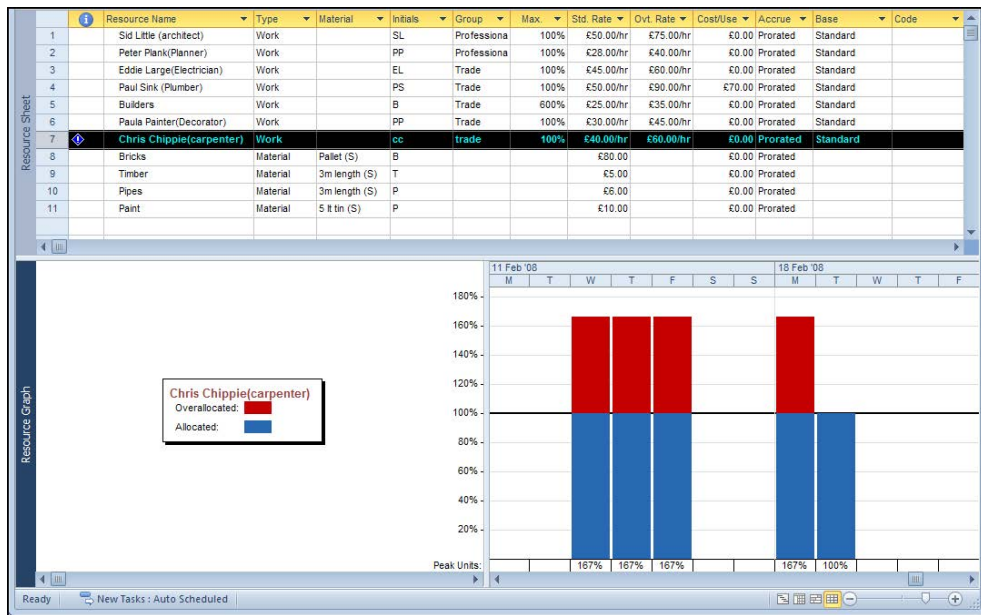 Resource Name Type Material Initials Group Max. Std. Rate Ovt. Rate Cost/Use Accrue Base Code
1 Sid Little (architect) Work SL Professiona 100% £50.00/hr £75.00/hr £0.00 Prorated Standard
2 Peter Plank(Planner) Work PP Professiona 100% £28.00/hr £40.00/hr £0.00 Prorated Standard
3 Eddie Large(Electrician) Work EL Trade 100% £45.00/hr £60.00/hr £0.00 Prorated Standard
4 Paul Sink (Plumber) Work PS Trade 100% £50.00/hr £90.00/hr £70.00 Prorated Standard
5 Builders Work B Trade 600% £25.00/hr £35.00/hr £0.00 Prorated Standard
6 Paula Painter(Decorator) Work PP Trade 100% £30.00/hr £45.00/hr £0.00 Prorated Standard
7 Chris Chippie(carpenter) Work cc trade 100% £40.00/hr £60.00/hr £0.00 Prorated Standard
8 Bricks Material Pallet (S) B £80.00 £0.00 Prorated
9 Timber Material 3m length (S) T £5.00 £0.00 Prorated
10 Pipes Material 3m length (S) P £6.00 £0.00 Prorated
11 Paint Material 5 lt tin (S) P £10.00 £0.00 Prorated
Resource Sheet
11 Feb '08 18 Feb '08
M T W T F S S M T W T F
180%
160%
140%
120%
100%
80%
60%
40%
20%
Chris Chippie(carpenter)
Overallocated:
Allocated:
Resource Graph
Peak Units: 167% 167% 167% 167% 100%
Ready New Tasks : Auto Scheduled